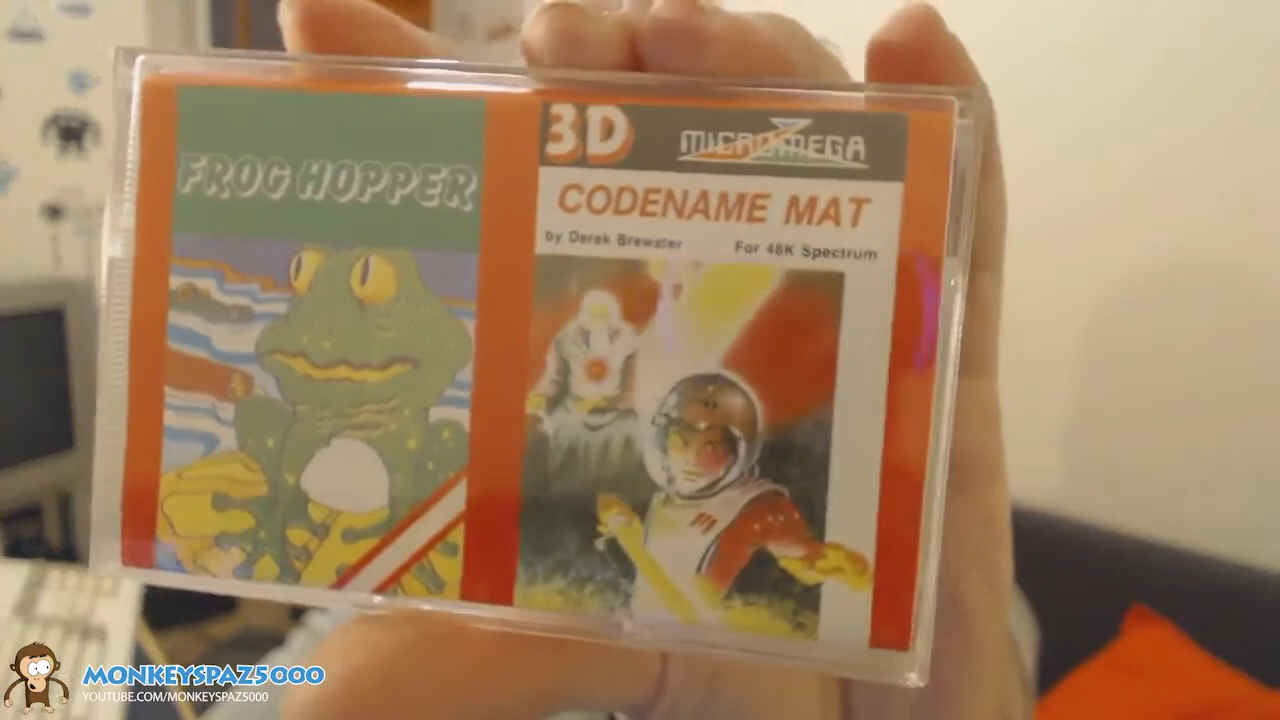 FROG HOPPER
3D
MICROMEGA
CODENAME MAT
by Derek Brewster
For 48K Spectrum
MONKEYSPAZ5000
YOUTUBE.COM/MONKEYSPAZ5000